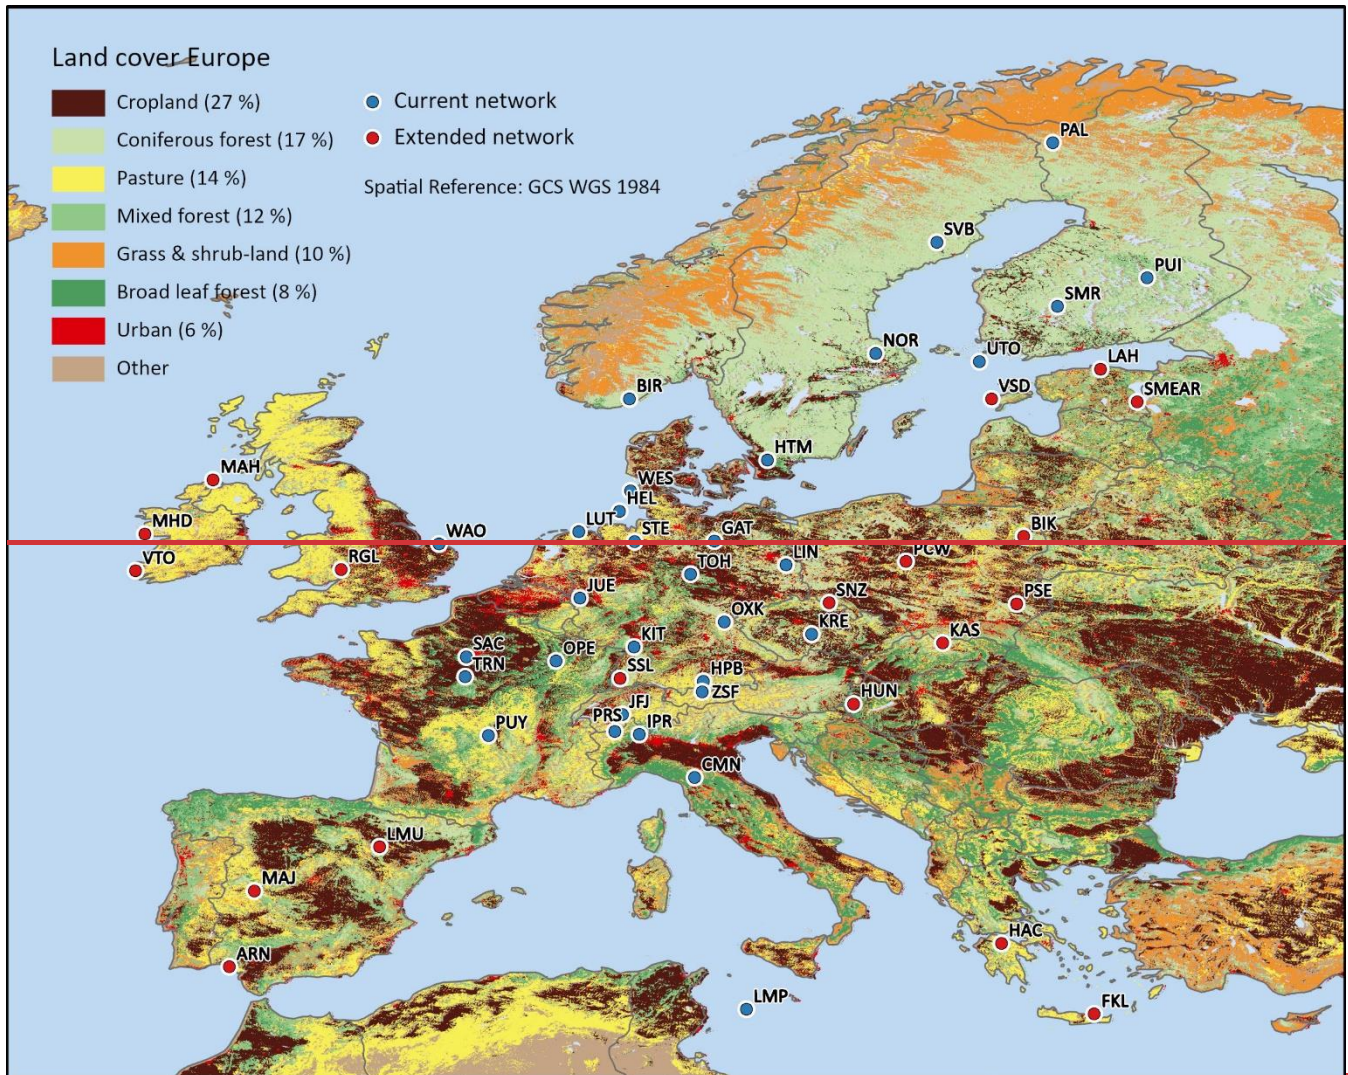 Land cover Europe
Cropland (27 %)
Coniferous forest (17 %)
Pasture (14 %)
Mixed forest (12 %)
Grass & shrub-land (10 %)
Broad leaf forest (8 %)
Urban (6 %)
Other
Current network
Extended network
Spatial Reference: GCS WGS 1984
PAL
SVB
PUI
SMR
NOR
UTO
LAH
BIR
VSD
SMEAR
HTM
MAH
WES
HEL
MHD
WAO
LUT
STE
GAT
BIK
VTO
RGL
TOH
LIN
PCW
JUE
SNZ
PSE
OXK
KRE
KAS
SAC
OPE
KIT
TRN
SSL
HPB
ZSF
HUN
JFJ
PRS
PUY
IPR
CMN
LMU
MAJ
ARN
HAC
LMP
FKL